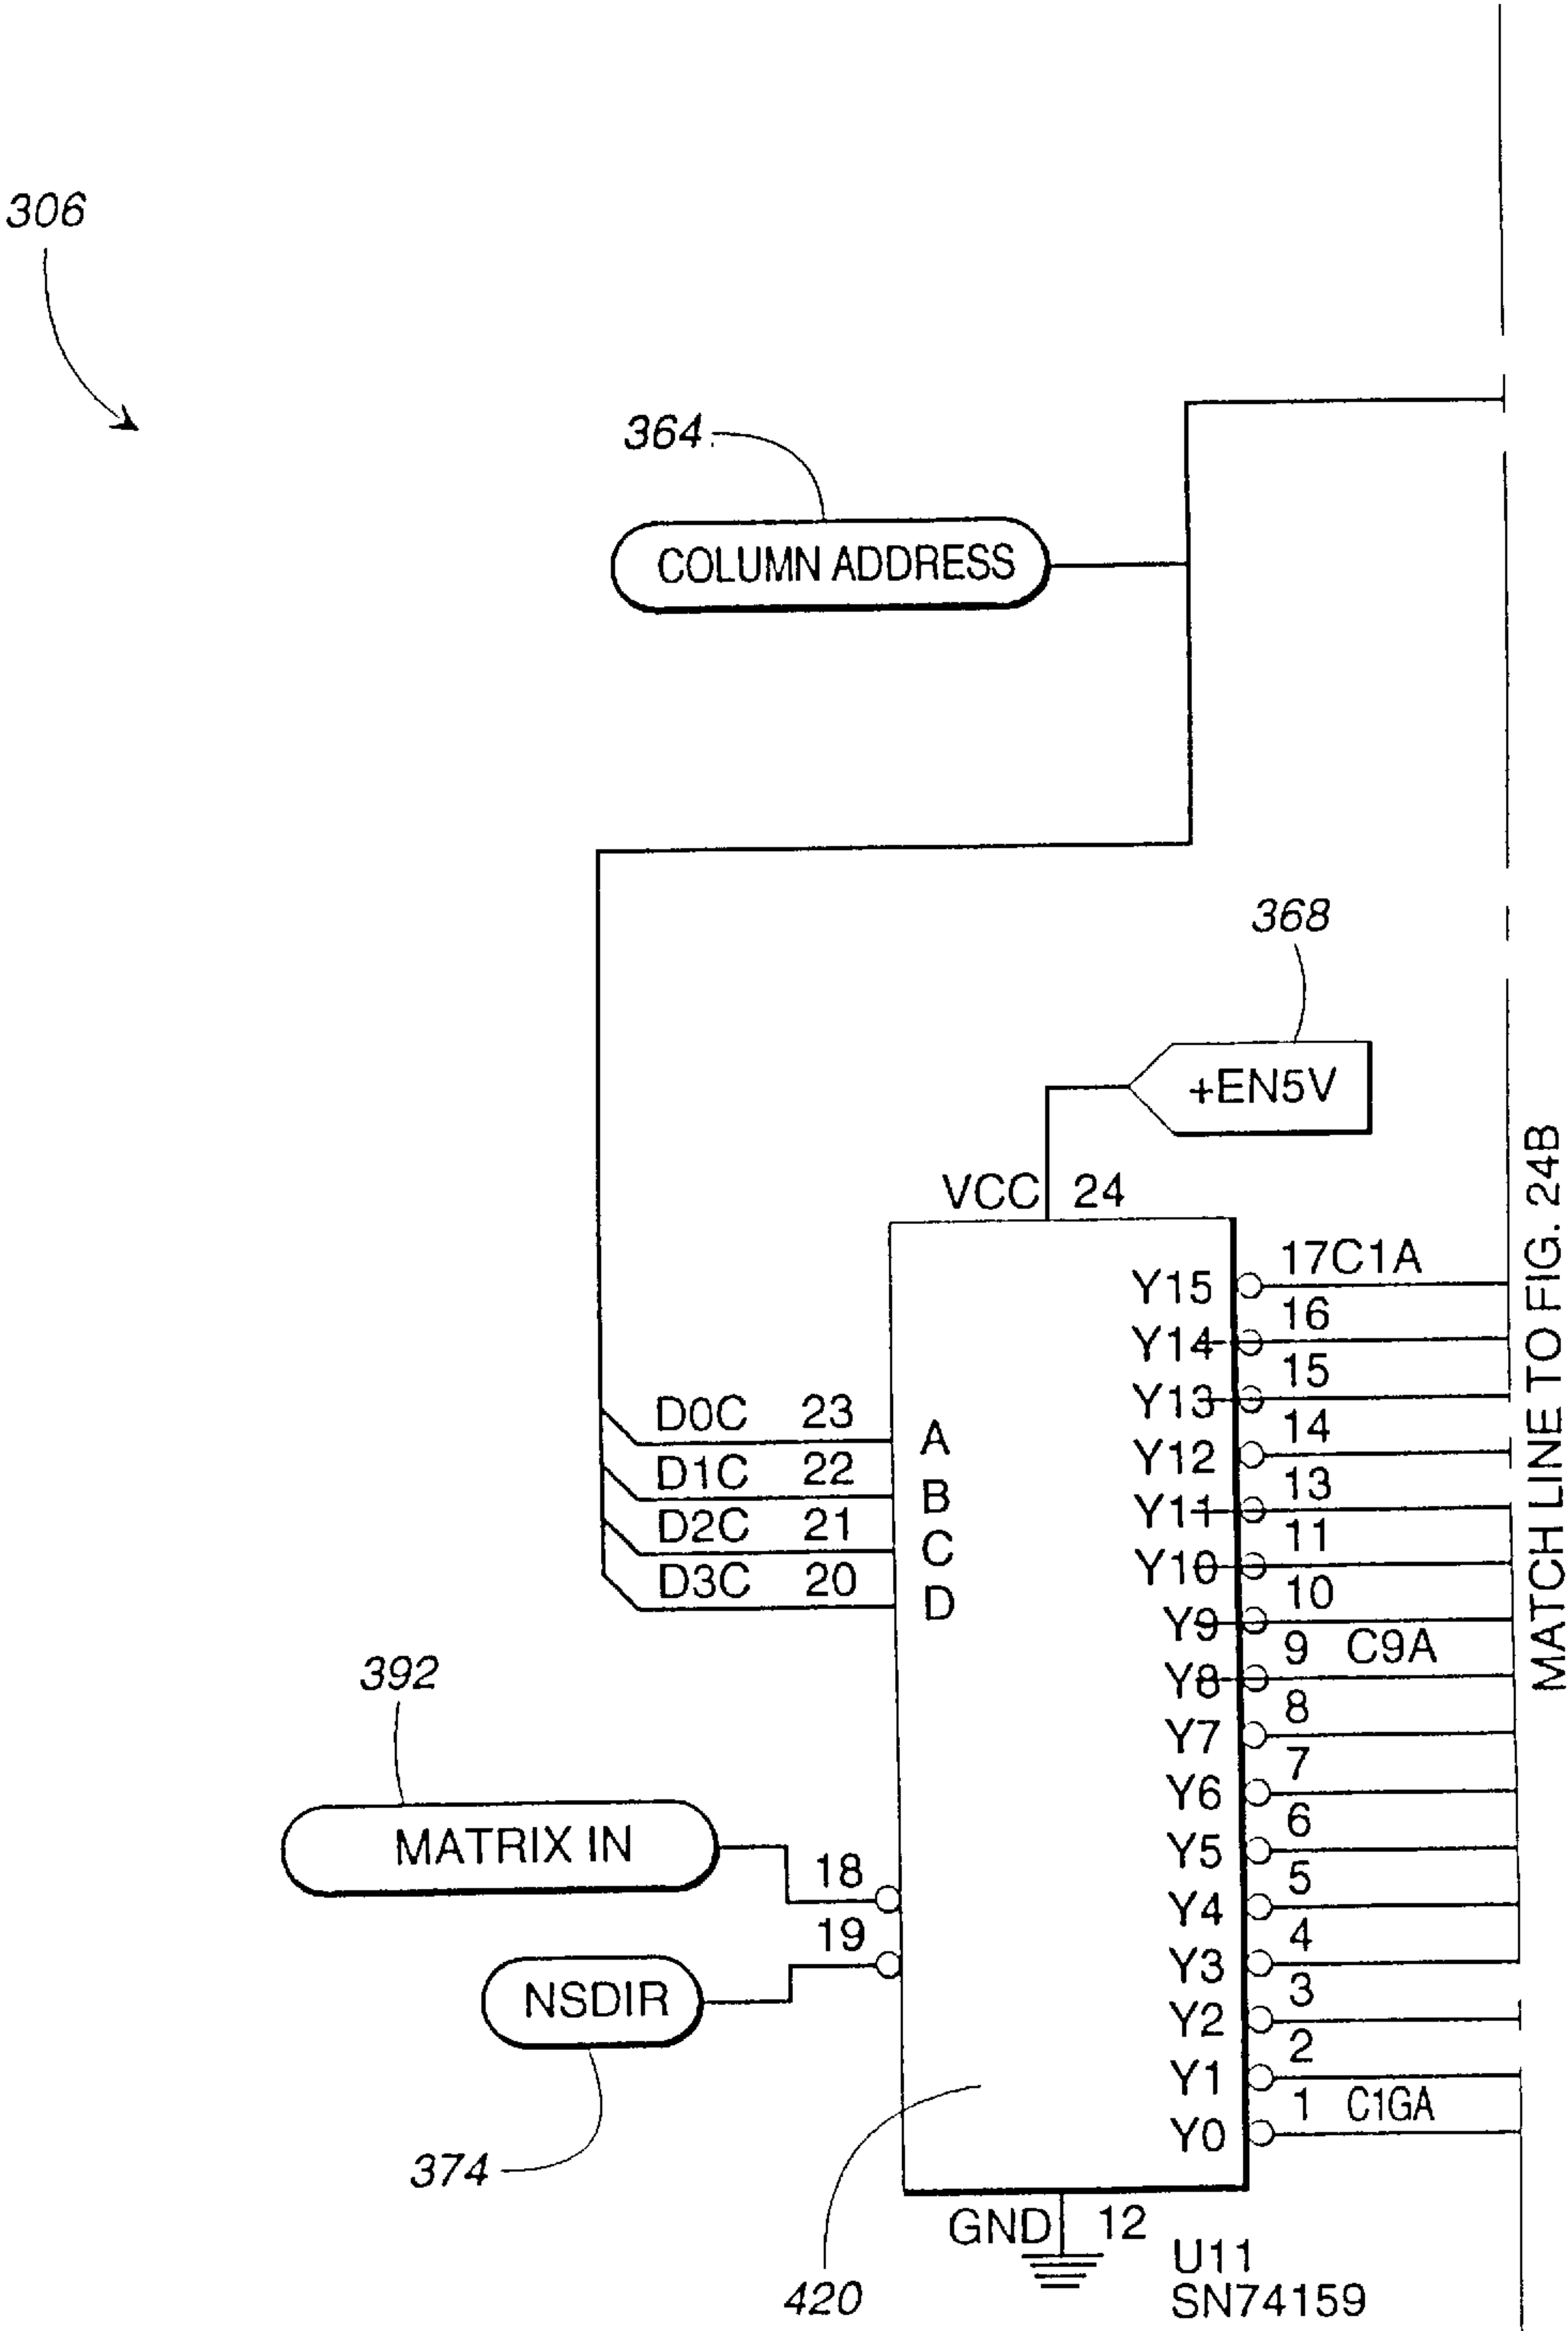 306
364
COLUMN ADDRESS
368
+EN5V
VCC 24
17C1A
Y15
16
Y14
15
Y13
14
Y12
13
Y11
11
Y10
10
Y9
9 C9A
Y8
8
Y7
7
Y6
6
Y5
5
Y4
4
Y3
3
Y2
2
Y1
1 C1GA
Y0
D0C 23
A
D1C 22
B
D2C 21
C
D3C 20
D
392
MATRIX IN
18
19
NSDIR
374
420
GND 12
U11
SN74159
MATCH LINE TO FIG. 24B